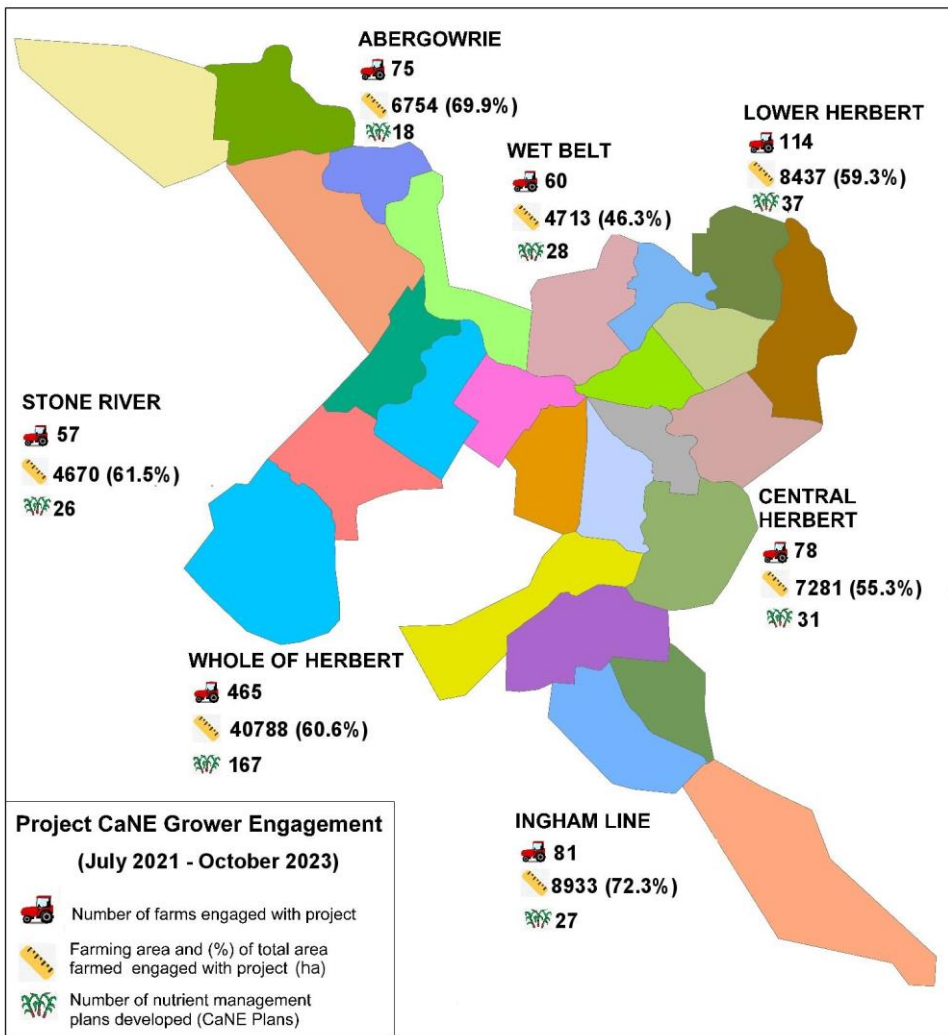 ABERGOWRIE
75
6754 (69.9%)
18
WET BELT
60
4713 (46.3%)
28
LOWER HERBERT
114
8437 (59.3%)
37
STONE RIVER
57
4670 (61.5%)
26
CENTRAL
HERBERT
78
7281 (55.3%)
31
WHOLE OF HERBERT
465
40788 (60.6%)
167
INGHAM LINE
81
8933 (72.3%)
27
Project CaNE Grower Engagement
(July 2021 - October 2023)
Number of farms engaged with project
Farming area and (%) of total area
farmed engaged with project (ha)
Number of nutrient management
plans developed (CaNE Plans)